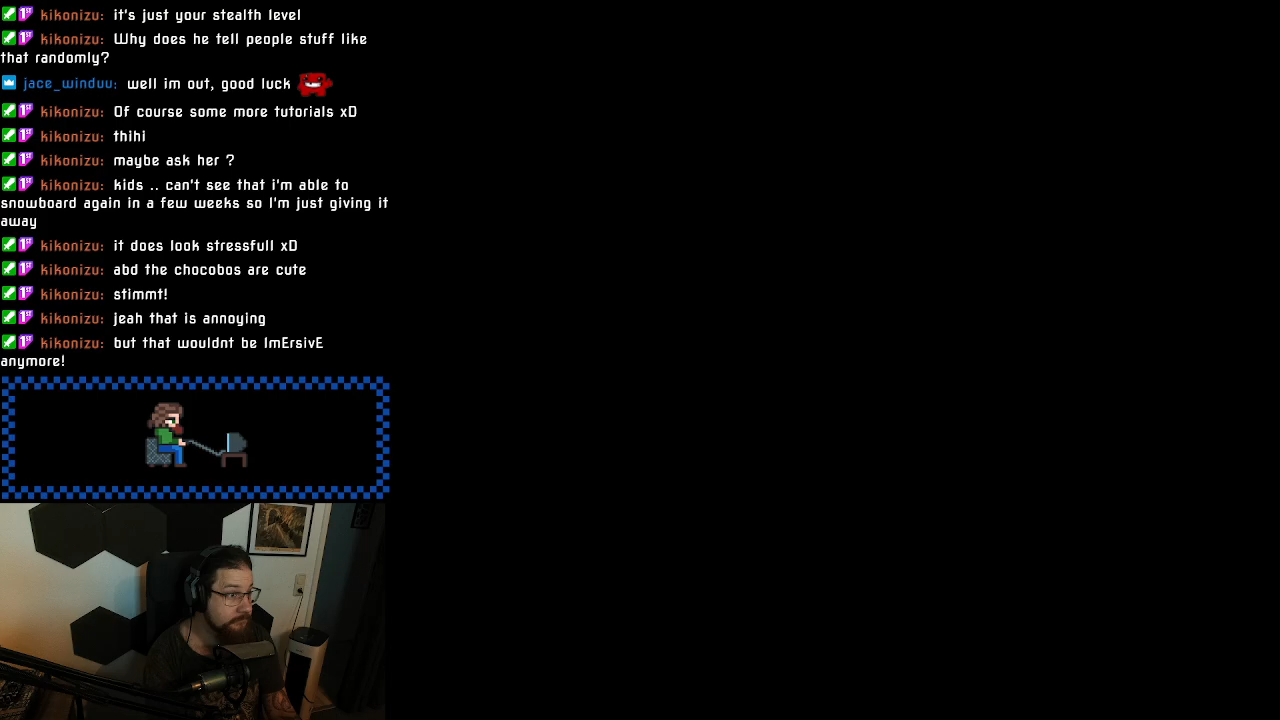 kikonizu: it's just your stealth level
kikonizu: Why does he tell people stuff like
that randomly?
jace_winduu: well im out, good luck
kikonizu: Of course some more tutorials xD
kikonizu: thihi
kikonizu: maybe ask her ?
kikonizu: kids .. can't see that i'm able to
snowboard again in a few weeks so I'm just giving it
away
kikonizu: it does look stressfull xD
kikonizu: abd the chocobos are cute
kikonizu: stimmt!
kikonizu: jeah that is annoying
kikonizu: but that wouldnt be ImErsivE
anymore!